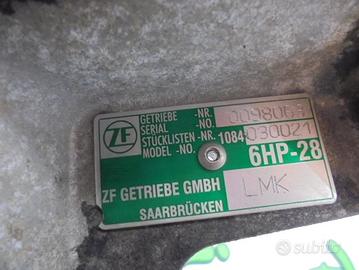 GETRIEBE -NR. 0098063
SERIAL -NO.
STÜCKLISTEN-NR. 1084 030021
MODEL -NO.
ZF
6HP-28
ZF GETRIEBE GMBH LMK
SAARBRÜCKEN
subito